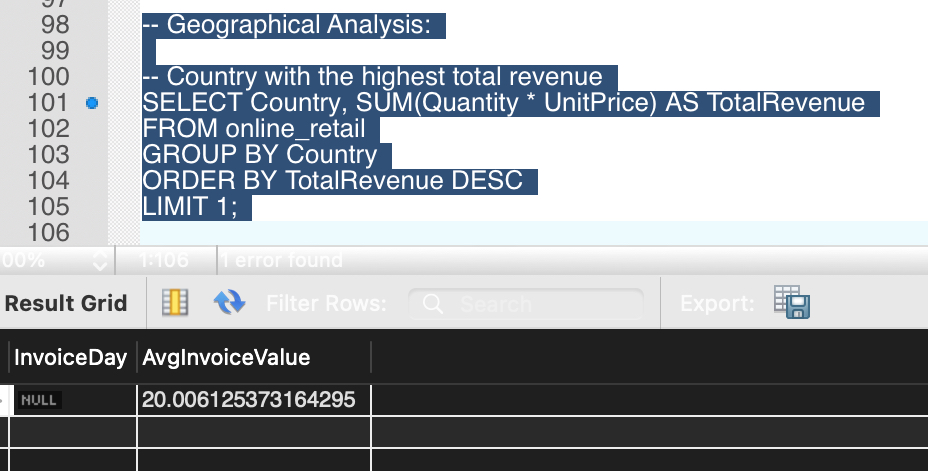 97
98 -- Geographical Analysis:
99
100 -- Country with the highest total revenue
101 SELECT Country, SUM(Quantity * UnitPrice) AS TotalRevenue
102 FROM online_retail
103 GROUP BY Country
104 ORDER BY TotalRevenue DESC
105 LIMIT 1;
106
00% 1:106 1 error found
Result Grid Filter Rows: Search Export:
InvoiceDay AvgInvoiceValue
NULL 20.006125373164295